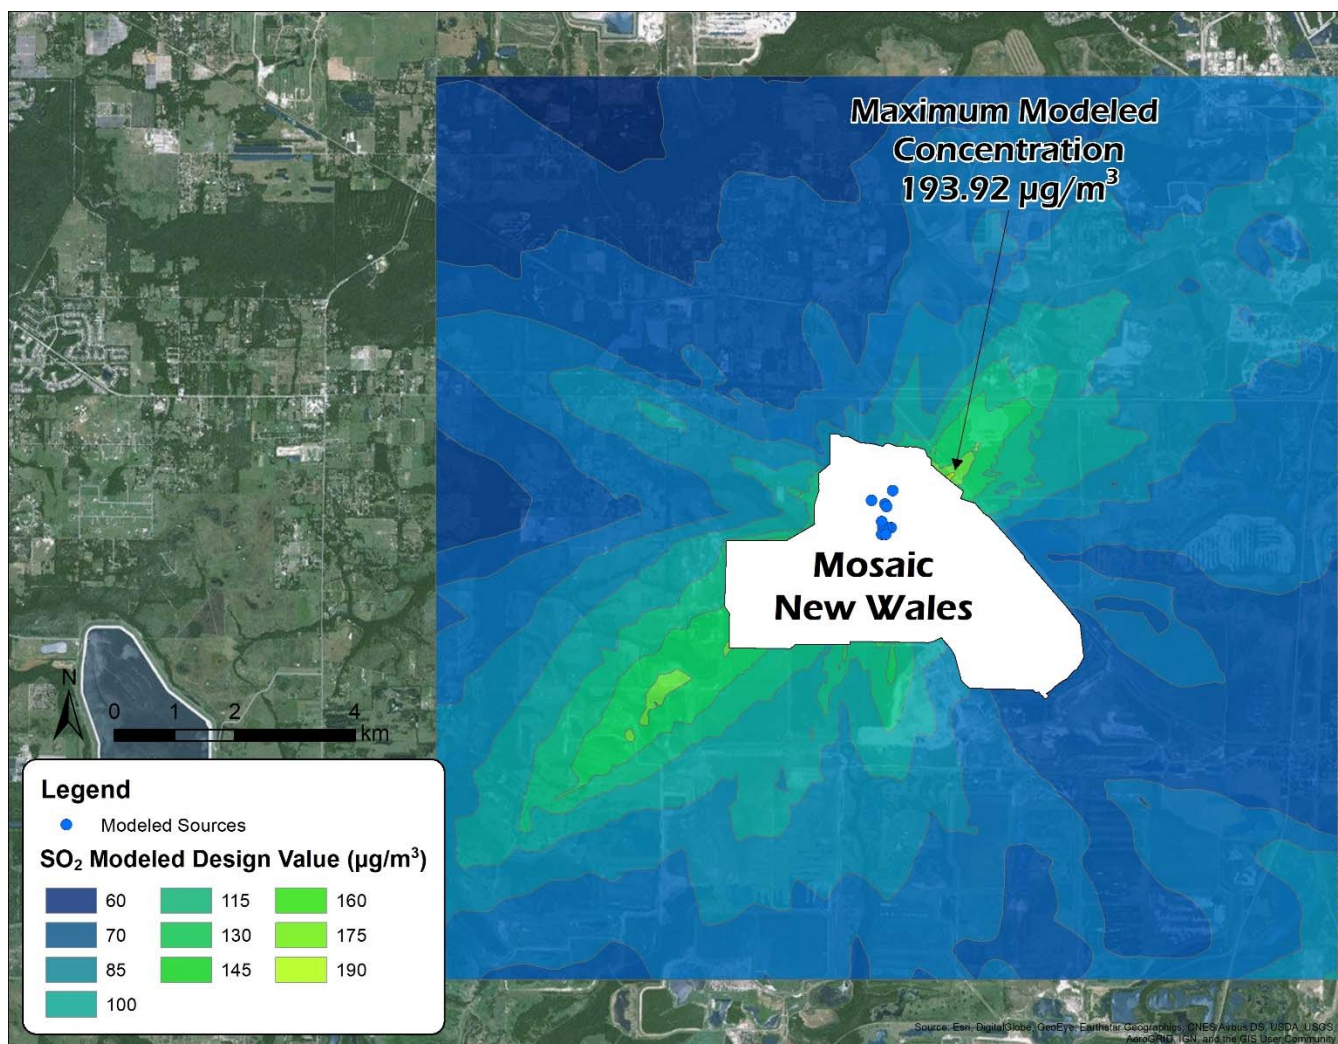 Maximum Modeled
Concentration
193.92 µg/m³
Mosaic
New Wales
N
0 1 2 4
km
Legend
Modeled Sources
SO₂ Modeled Design Value (µg/m³)
60 115 160
70 130 175
85 145 190
100
Source: Esri, DigitalGlobe, GeoEye, Earthstar Geographics, CNES/Airbus DS, USDA, USGS,
AeroGRID, IGN, and the GIS User Community